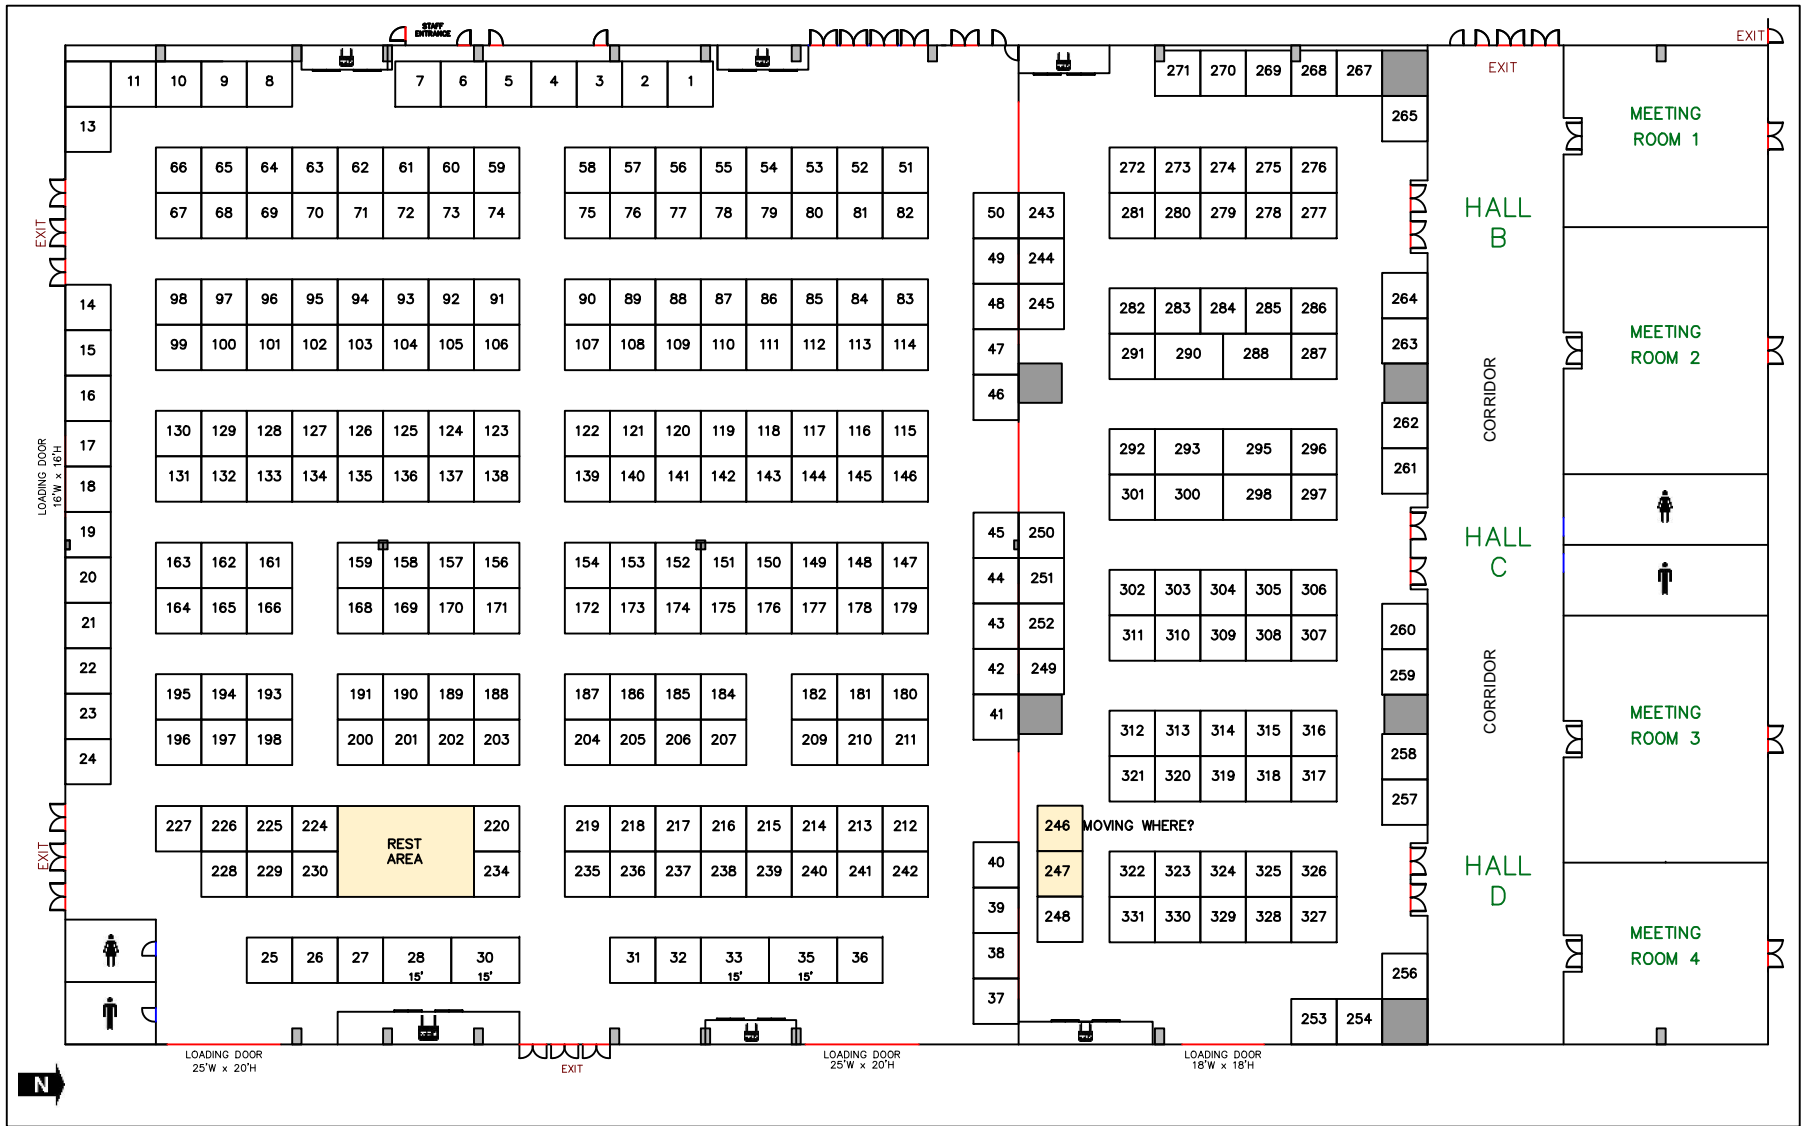 STAFF
ENTRANCE
EXIT
11 10 9 8 7 6 5 4 3 2 1 271 270 269 268 267 EXIT
13 265 MEETING
ROOM 1
66 65 64 63 62 61 60 59 58 57 56 55 54 53 52 51 272 273 274 275 276
67 68 69 70 71 72 73 74 75 76 77 78 79 80 81 82 50 243 281 280 279 278 277 HALL
B
EXIT
49 244
14 98 97 96 95 94 93 92 91 90 89 88 87 86 85 84 83 48 245 282 283 284 285 286 264
15 99 100 101 102 103 104 105 106 107 108 109 110 111 112 113 114 47 291 290 288 287 263 MEETING
ROOM 2
16 46 CORRIDOR
17 130 129 128 127 126 125 124 123 122 121 120 119 118 117 116 115 292 293 295 296 262
LOADING DOOR
16'W x 16'H
18 131 132 133 134 135 136 137 138 139 140 141 142 143 144 145 146 301 300 298 297 261
19 45 250 HALL
C
20 163 162 161 159 158 157 156 154 153 152 151 150 149 148 147 44 251 302 303 304 305 306
21 164 165 166 168 169 170 171 172 173 174 175 176 177 178 179 43 252 311 310 309 308 307 260
22 42 249 259 CORRIDOR
23 195 194 193 191 190 189 188 187 186 185 184 182 181 180 41 312 313 314 315 316 MEETING
ROOM 3
24 196 197 198 200 201 202 203 204 205 206 207 209 210 211 321 320 319 318 317 258
257
227 226 225 224 REST
AREA
220 219 218 217 216 215 214 213 212 246 MOVING WHERE?
EXIT
228 229 230 234 235 236 237 238 239 240 241 242 40 247 322 323 324 325 326 HALL
D
39 248 331 330 329 328 327
25 26 27 28 30 31 32 33 35 36 38 256 MEETING
ROOM 4
15' 15' 15' 15'
37 253 254
LOADING DOOR
25'W x 20'H
EXIT
LOADING DOOR
25'W x 20'H
LOADING DOOR
18'W x 18'H
N